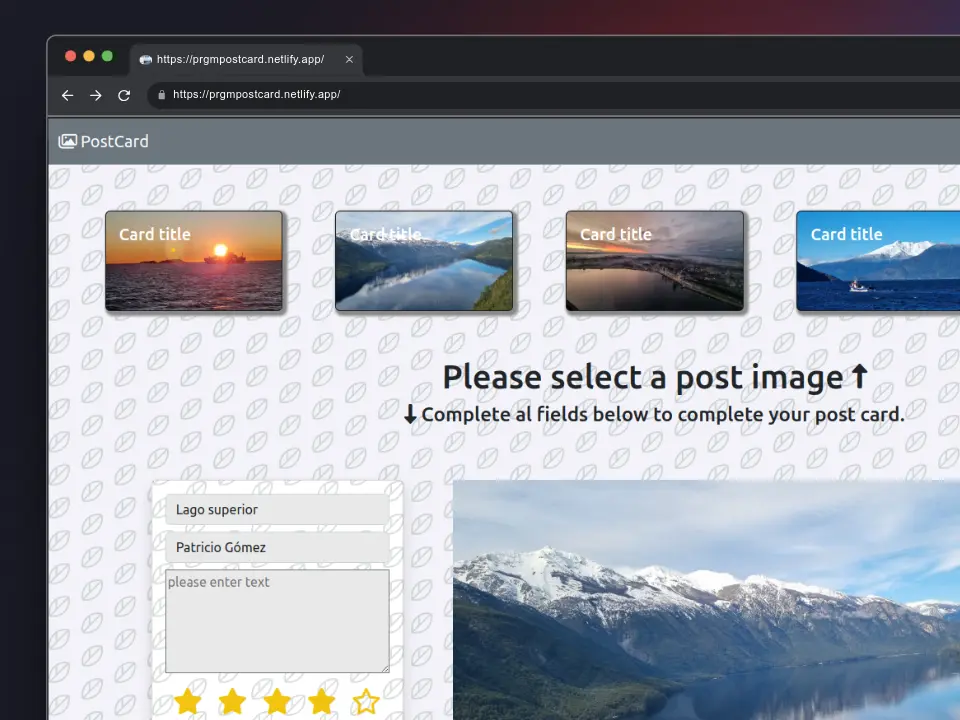 https://prgmpostcard.netlify.app/
https://prgmpostcard.netlify.app/
PostCard
Card title
Card title
Card title
Card title
Please select a post image
Complete al fields below to complete your post card.
Lago superior
Patricio Gómez
please enter text